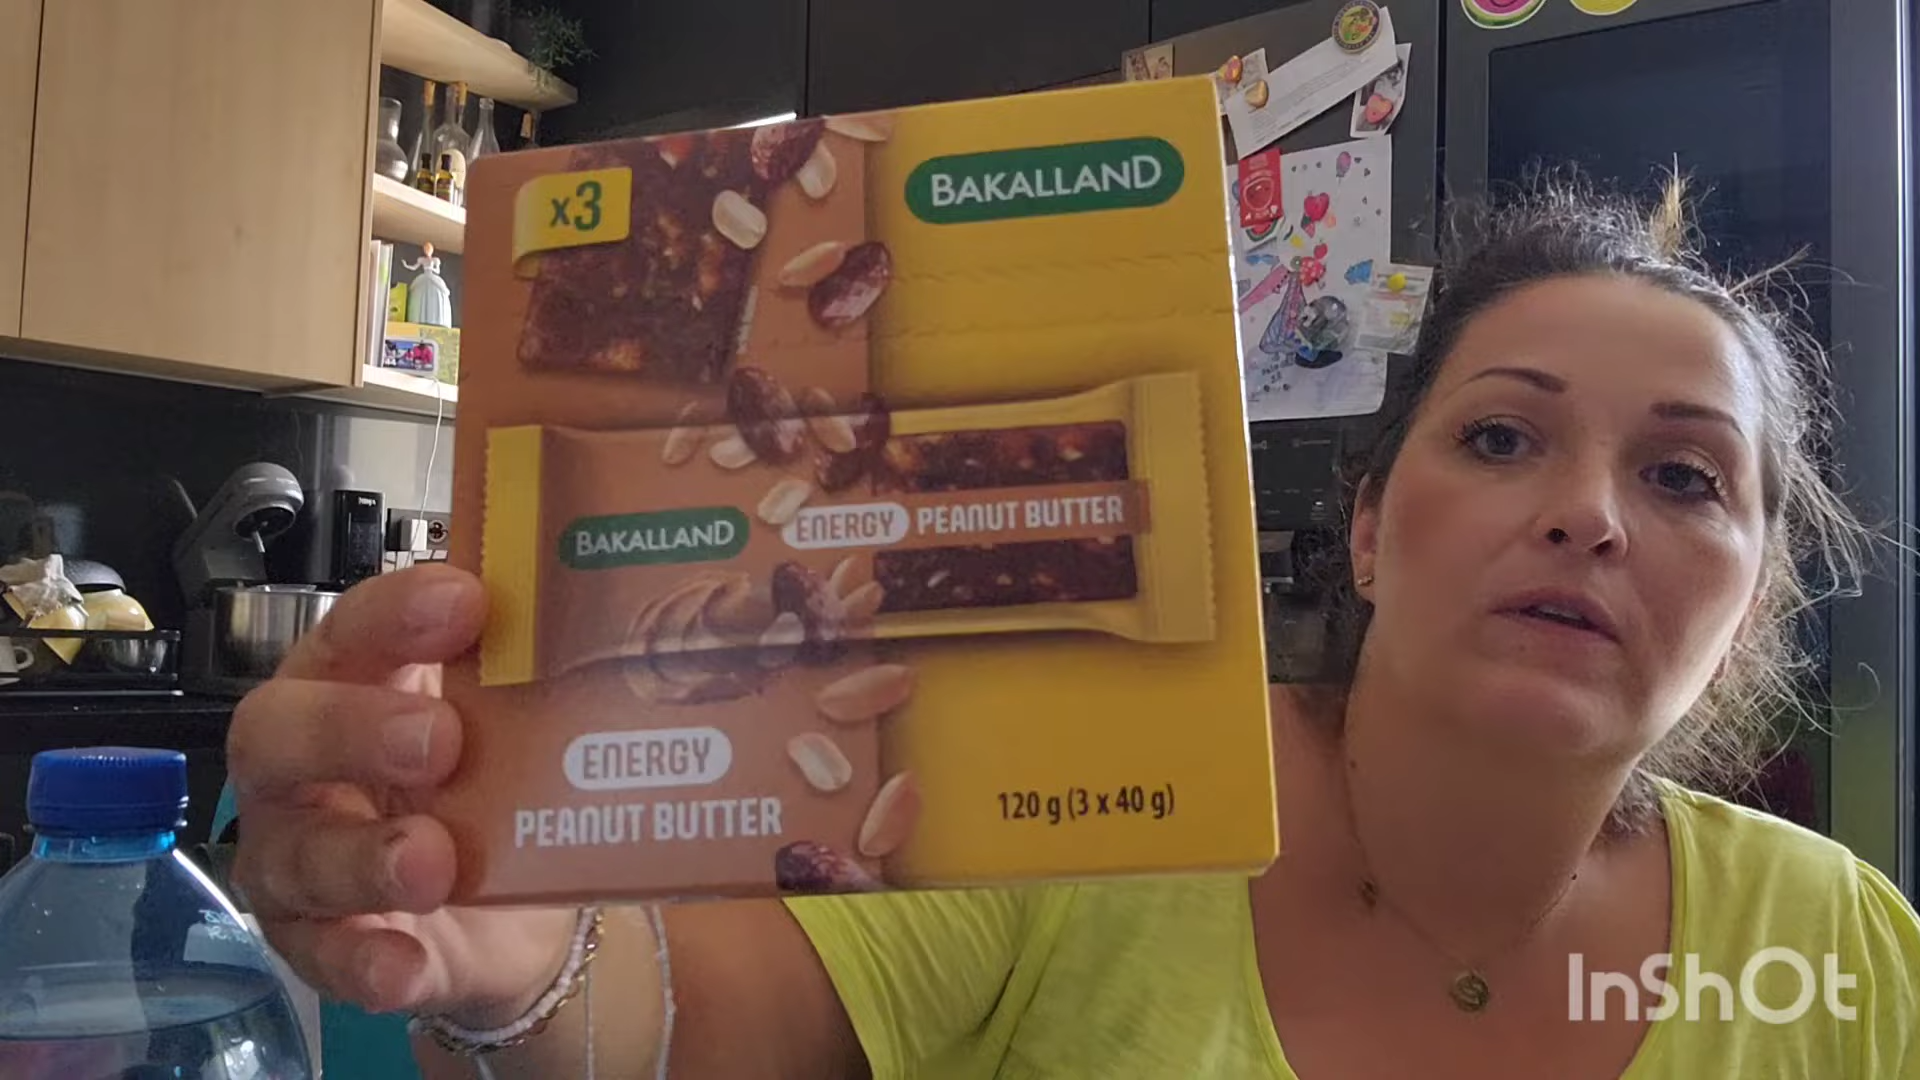 x3
BAKALLAND
BAKALLAND
ENERGY PEANUT BUTTER
ENERGY
PEANUT BUTTER
120 g (3 x 40 g)
InShOt